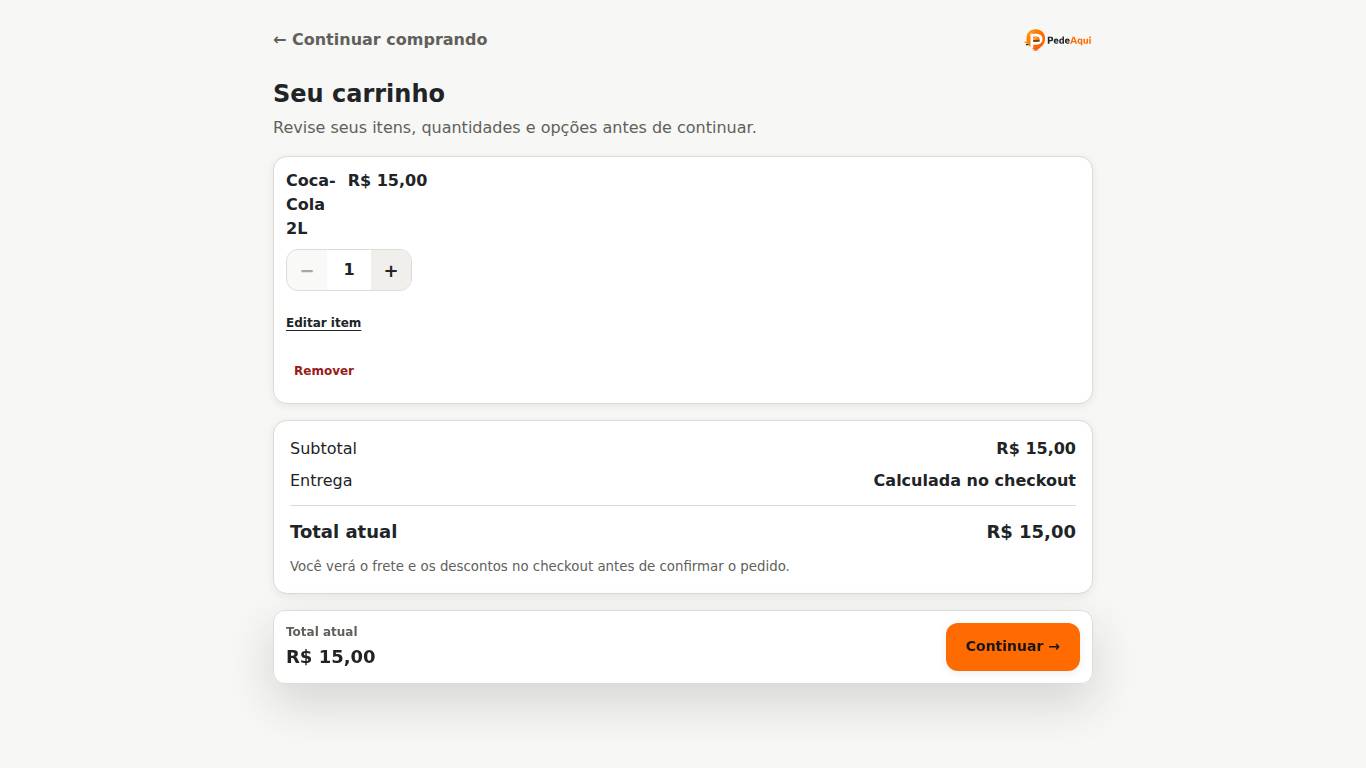 ← Continuar comprando
PedeAqui
Seu carrinho
Revise seus itens, quantidades e opções antes de continuar.
Coca- R$ 15,00
Cola
2L
− 1 +
Editar item
Remover
Subtotal R$ 15,00
Entrega Calculada no checkout
Total atual R$ 15,00
Você verá o frete e os descontos no checkout antes de confirmar o pedido.
Total atual
R$ 15,00
Continuar →